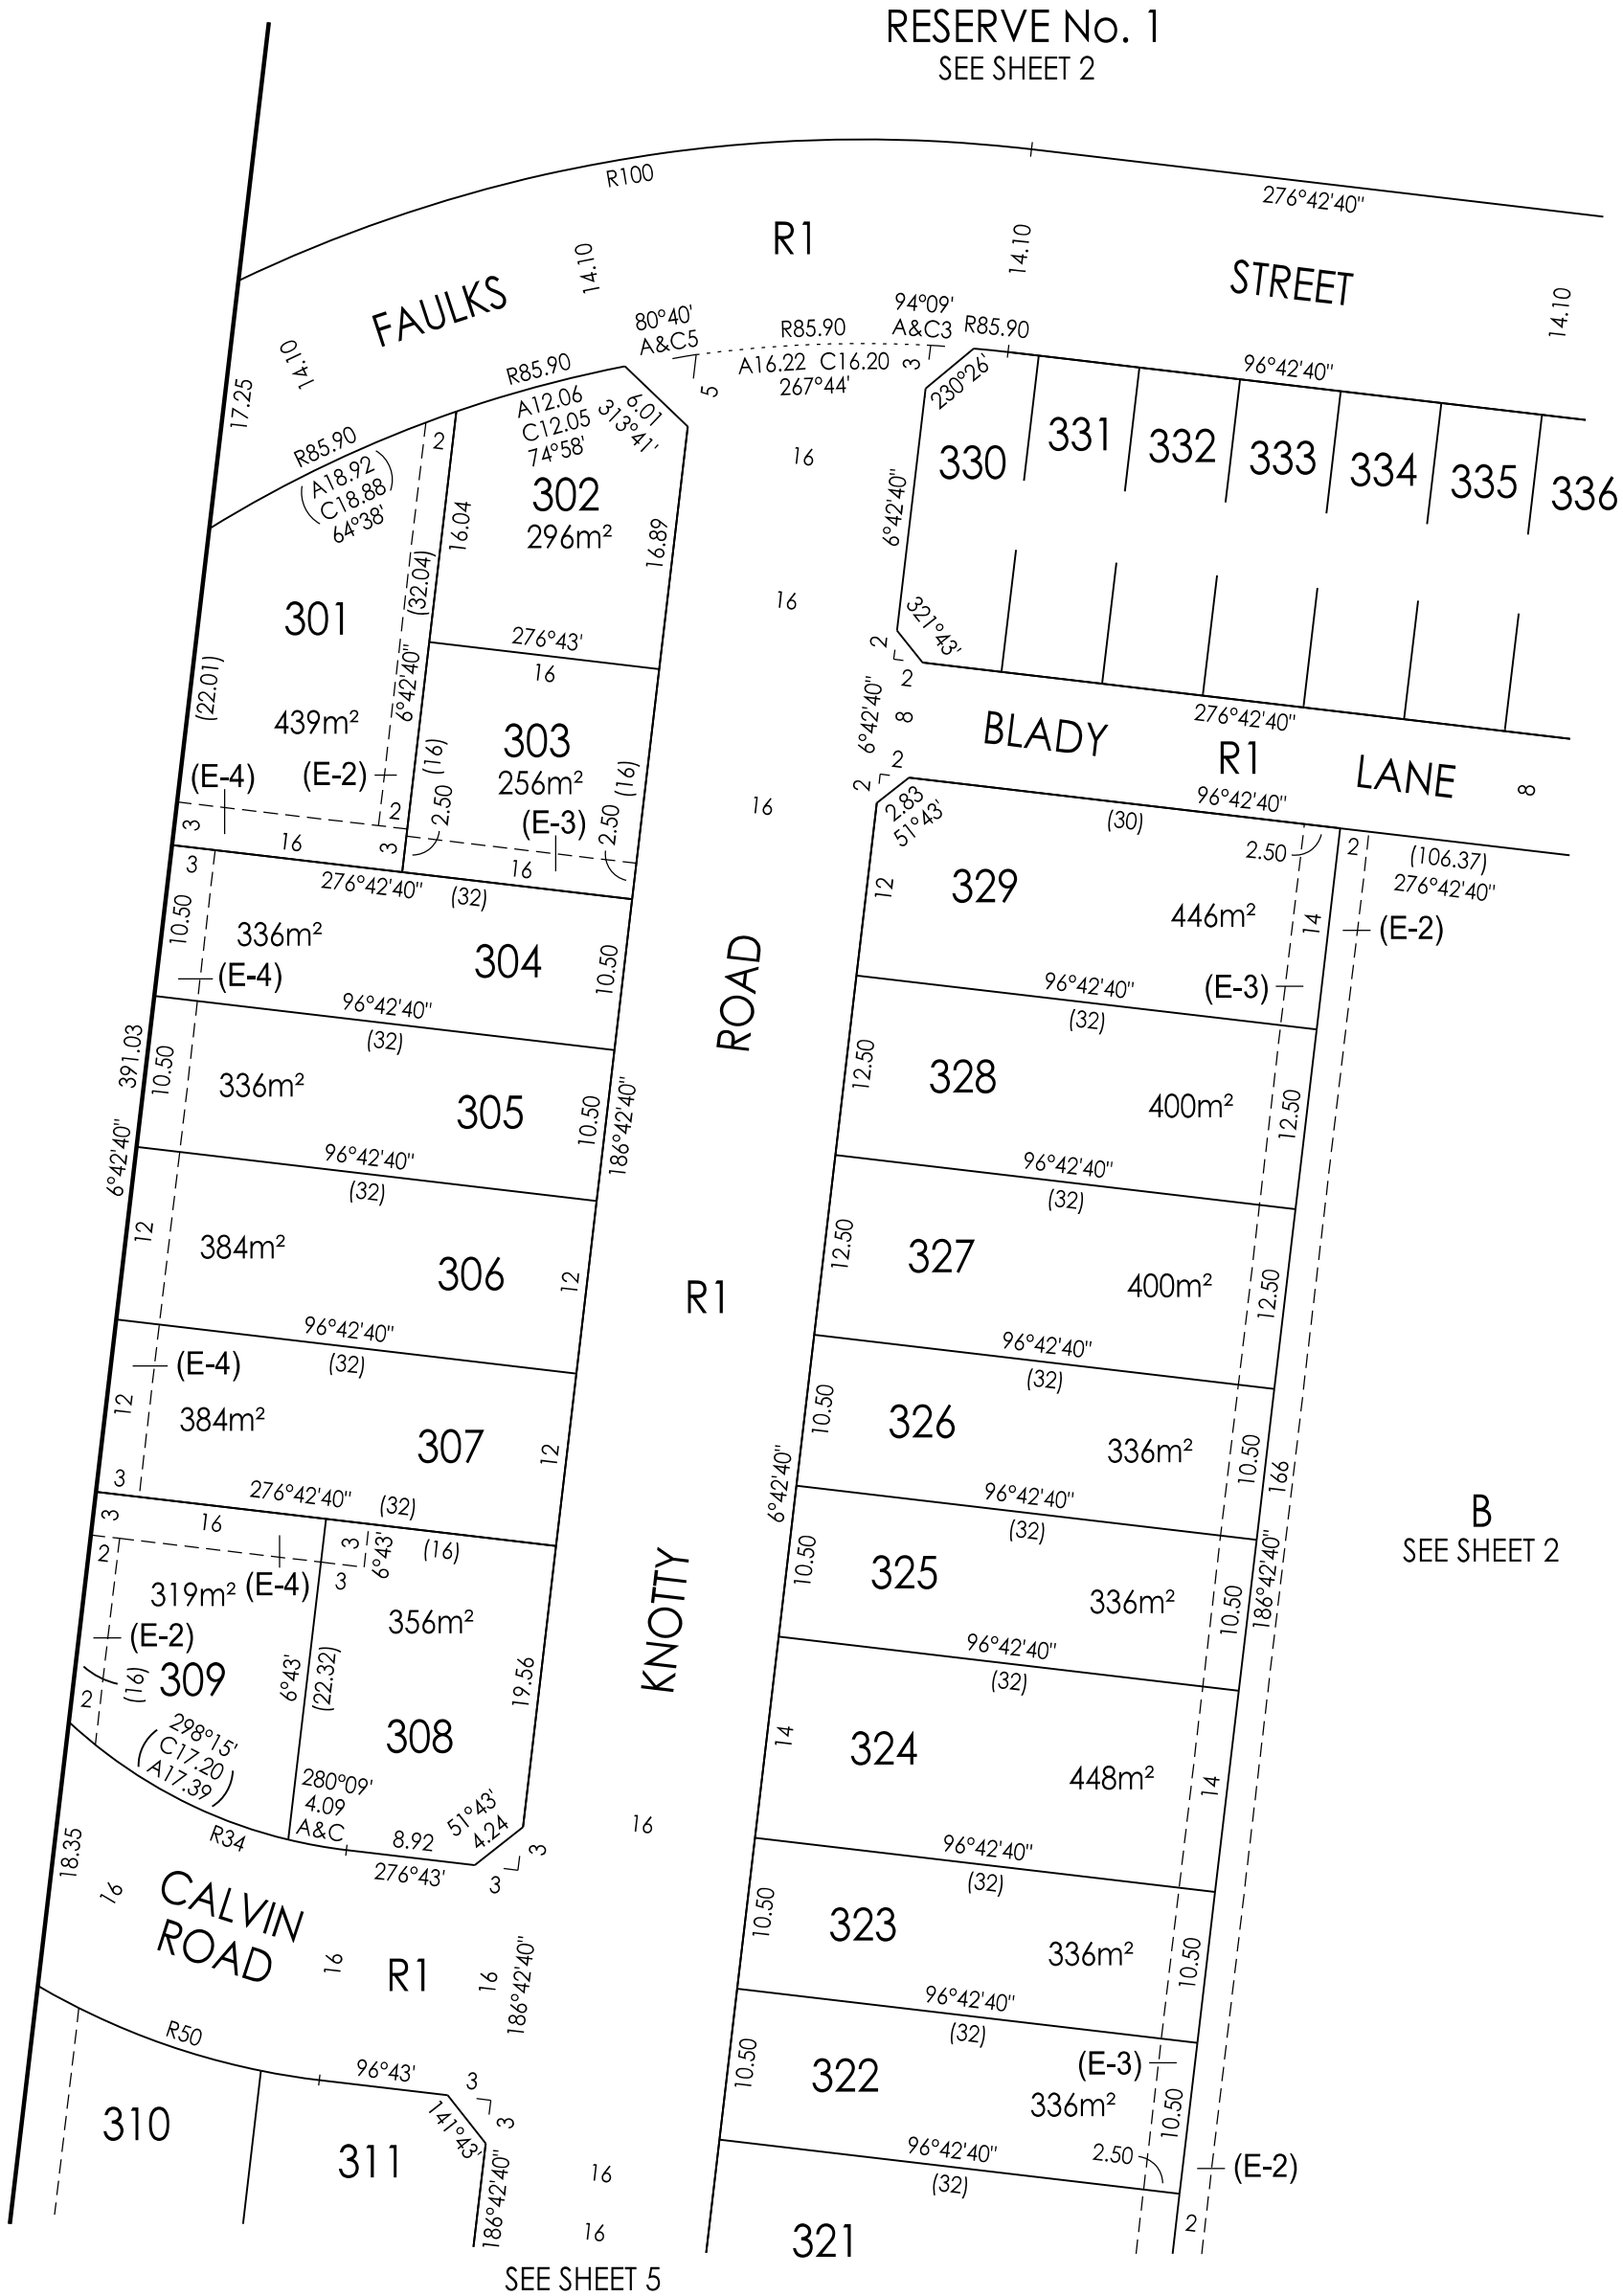 RESERVE No. 1
SEE SHEET 2
R100
276°42'40"
R1
14.10
14.10
14.10
14.10
FAULKS
STREET
17.25
80°40'
A&C5
R85.90
94°09'
A&C3
R85.90
A16.22 C16.20
267°44'
5
3
230°26'
96°42'40"
R85.90
A12.06
C12.05
74°58'
6.01
313°41'
R85.90
(A18.92
C18.88)
64°38'
2
302
296m²
16.04
16.89
(32.04)
6°42'40"
16
16
16
330
331
332
333
334
335
336
6°42'40"
321°43'
2
2
301
(22.01)
439m²
(E-4)
(E-2)
2
3
16
3
276°43'
16
303
256m²
(16)
(16)
2.50
2.50
(E-3)
16
6°42'40"
8
2
2
BLADY
R1
LANE
8
276°42'40"
96°42'40"
2.83
51°43'
(30)
2.50
2
(106.37)
276°42'40"
3
276°42'40"
(32)
10.50
336m²
304
10.50
(E-4)
96°42'40"
(32)
12
329
446m²
14
(E-2)
(E-3)
96°42'40"
(32)
ROAD
391.03
6°42'40"
10.50
336m²
305
10.50
186°42'40"
96°42'40"
(32)
12.50
328
400m²
12.50
96°42'40"
(32)
12
384m²
306
12
96°42'40"
(32)
R1
12.50
327
400m²
12.50
96°42'40"
(32)
(E-4)
12
384m²
307
12
3
276°42'40"
(32)
10.50
326
336m²
10.50
6°42'40"
96°42'40"
(32)
166
186°42'40"
B
SEE SHEET 2
3
16
2
3
6°43'
(16)
3
319m²
(E-4)
(E-2)
356m²
309
(16)
2
6°43'
(22.32)
19.56
308
298°15'
(C17.20
A17.39)
280°09'
4.09
A&C
8.92
276°43'
51°43'
4.24
3
3
R34
KNOTTY
10.50
325
336m²
10.50
96°42'40"
(32)
14
324
448m²
14
96°42'40"
(32)
16
18.35
16
CALVIN
ROAD
16
R1
16
186°42'40"
10.50
323
336m²
10.50
96°42'40"
(32)
R50
96°43'
3
3
141°43'
310
311
186°42'40"
16
16
10.50
322
(E-3)
336m²
10.50
96°42'40"
(32)
2.50
(E-2)
2
321
SEE SHEET 5